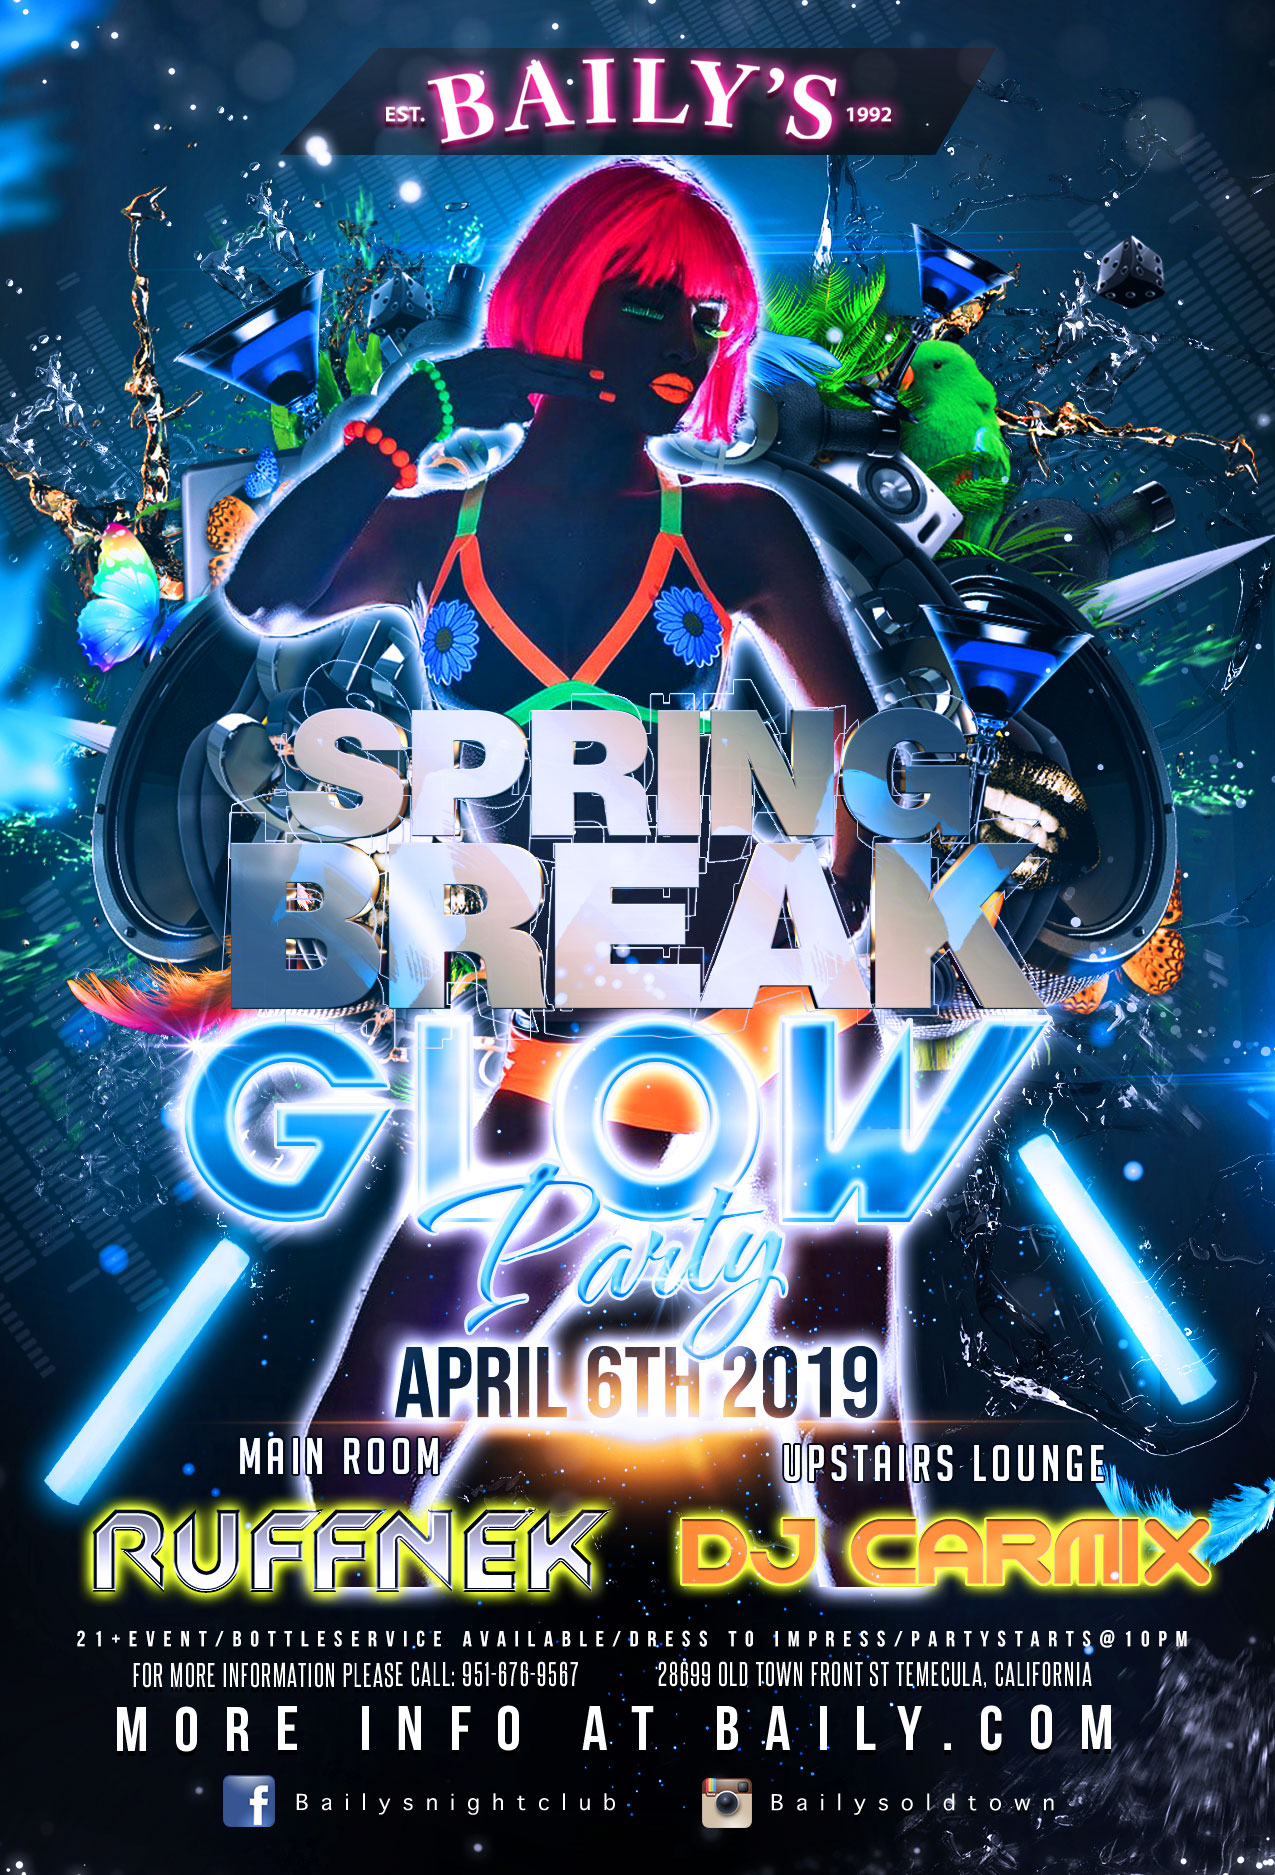 EST. BAILY'S 1992
SPRING
BREAK
GLOW
Party
APRIL 6TH 2019
MAIN ROOM
UPSTAIRS LOUNGE
RUFFNEK
DJ CARMIX
21+EVENT/BOTTLESERVICE AVAILABLE/DRESS TO IMPRESS/PARTYSTARTS@10PM
FOR MORE INFORMATION PLEASE CALL: 951-676-9567
28699 OLD TOWN FRONT ST TEMECULA, CALIFORNIA
MORE INFO AT BAILY.COM
f Bailysnightclub
Bailysoldtown